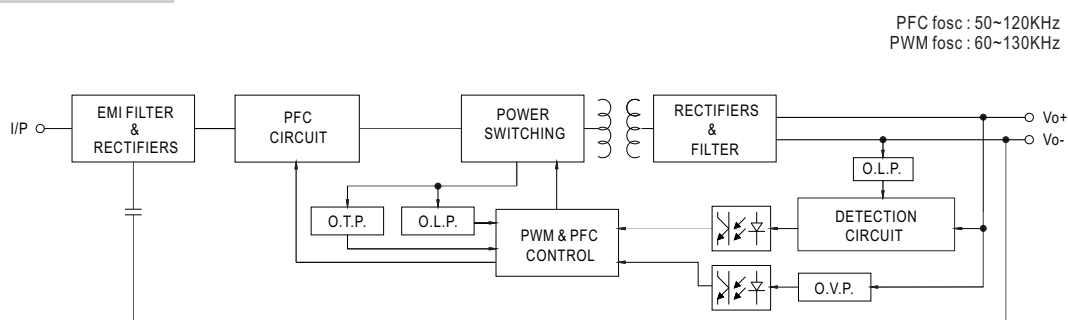 PFC fosc : 50~120KHz
PWM fosc : 60~130KHz
I/P
EMI FILTER
&
RECTIFIERS
PFC
CIRCUIT
POWER
SWITCHING
RECTIFIERS
&
FILTER
Vo+
Vo-
O.L.P.
O.T.P.
O.L.P.
PWM & PFC
CONTROL
DETECTION
CIRCUIT
O.V.P.